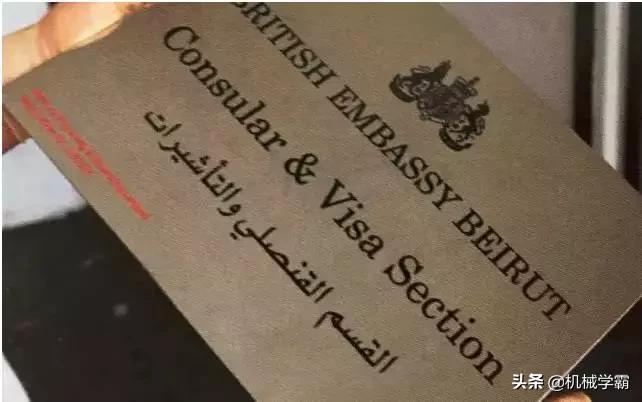 BRITISH EMBASSY BEIRUT
Consular & Visa Section
القسم القنصلي والتأشيرات
头条 @机械学霸